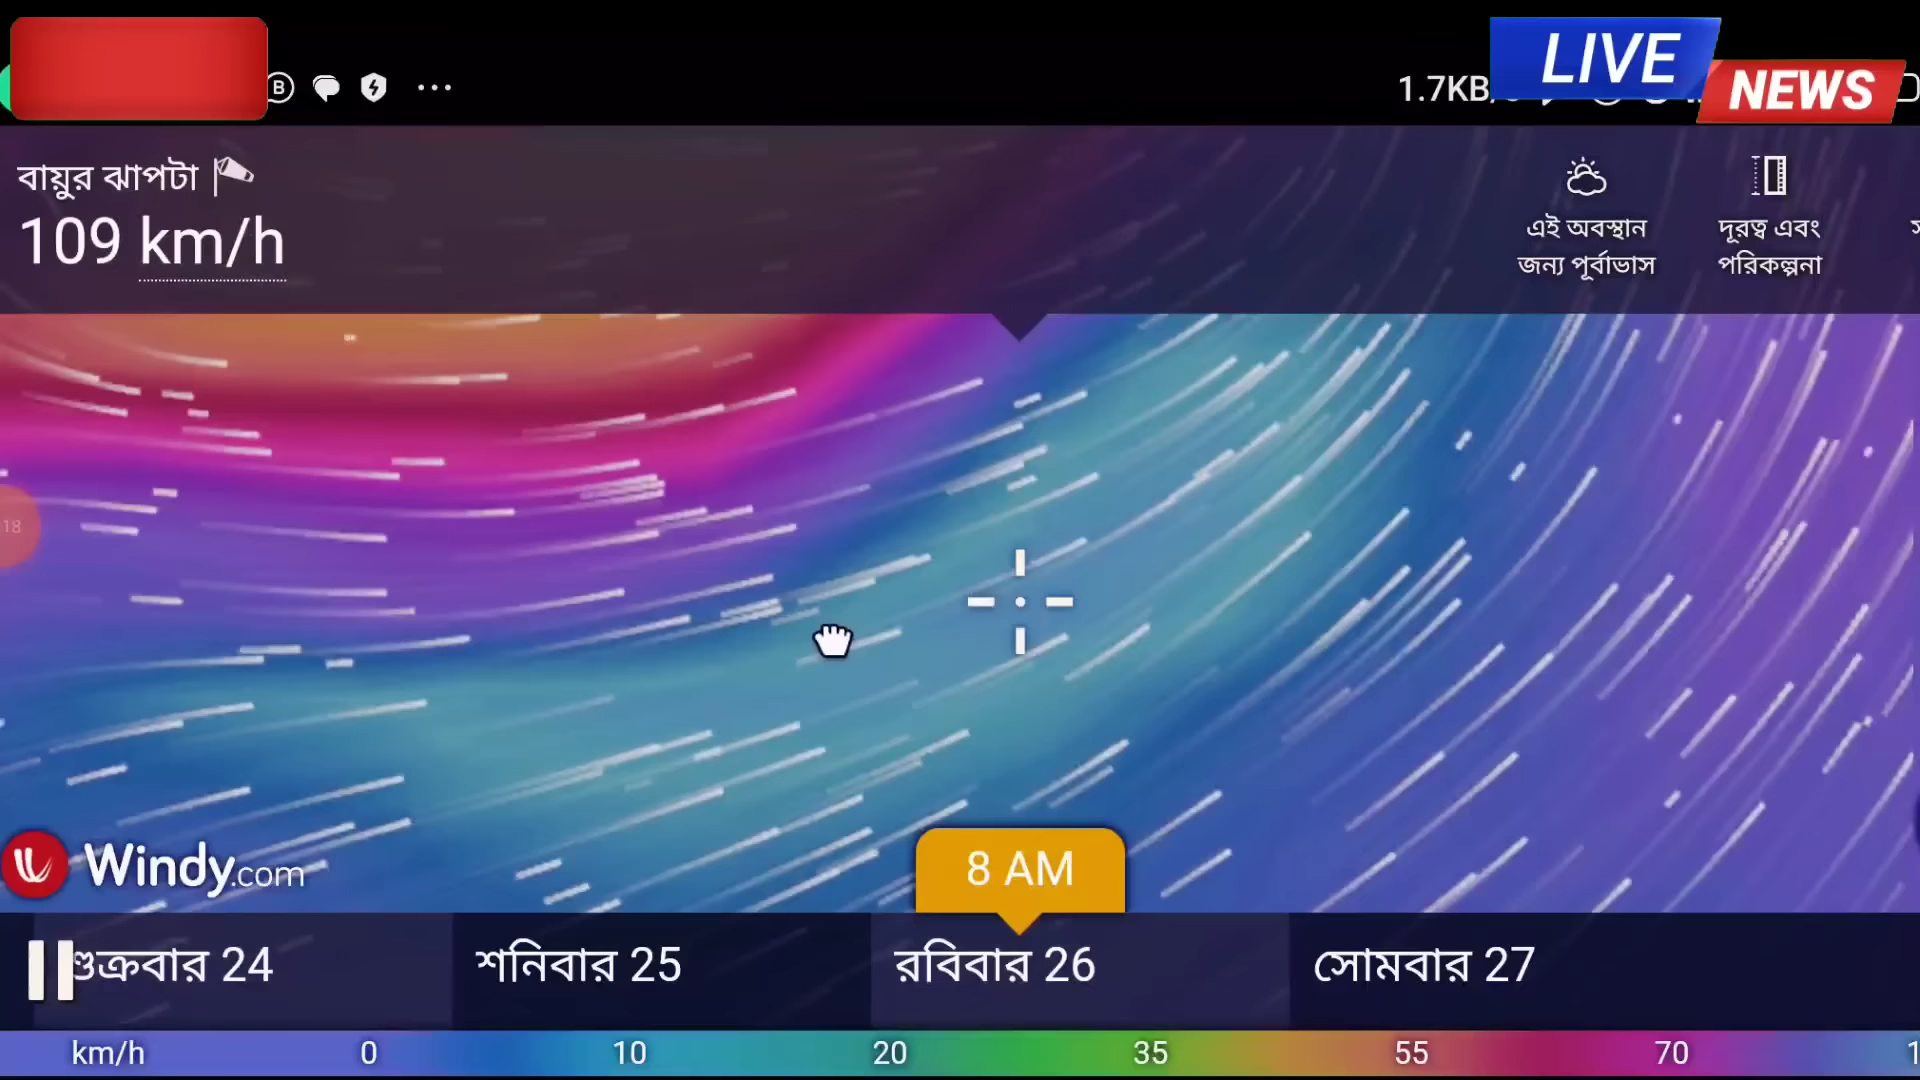 LIVE
NEWS
B
1.7KB/
বায়ুর ঝাপটা
109 km/h
এই অবস্থান
জন্য পূর্বাভাস
দূরত্ব এবং
পরিকল্পনা
18
Windy.com
8 AM
শুক্রবার 24
শনিবার 25
রবিবার 26
সোমবার 27
km/h 0 10 20 35 55 70